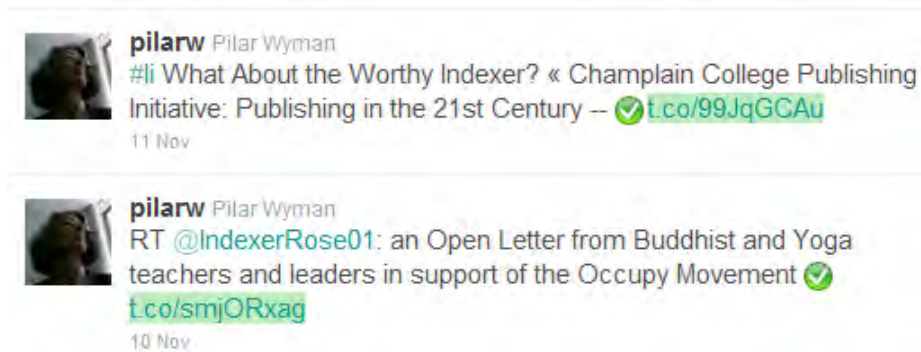 pilarw Pilar Wyman
#li What About the Worthy Indexer? « Champlain College Publishing
Initiative: Publishing in the 21st Century -- t.co/99JqGCAu
11 Nov
pilarw Pilar Wyman
RT @IndexerRose01: an Open Letter from Buddhist and Yoga
teachers and leaders in support of the Occupy Movement
t.co/smjORxag
10 Nov